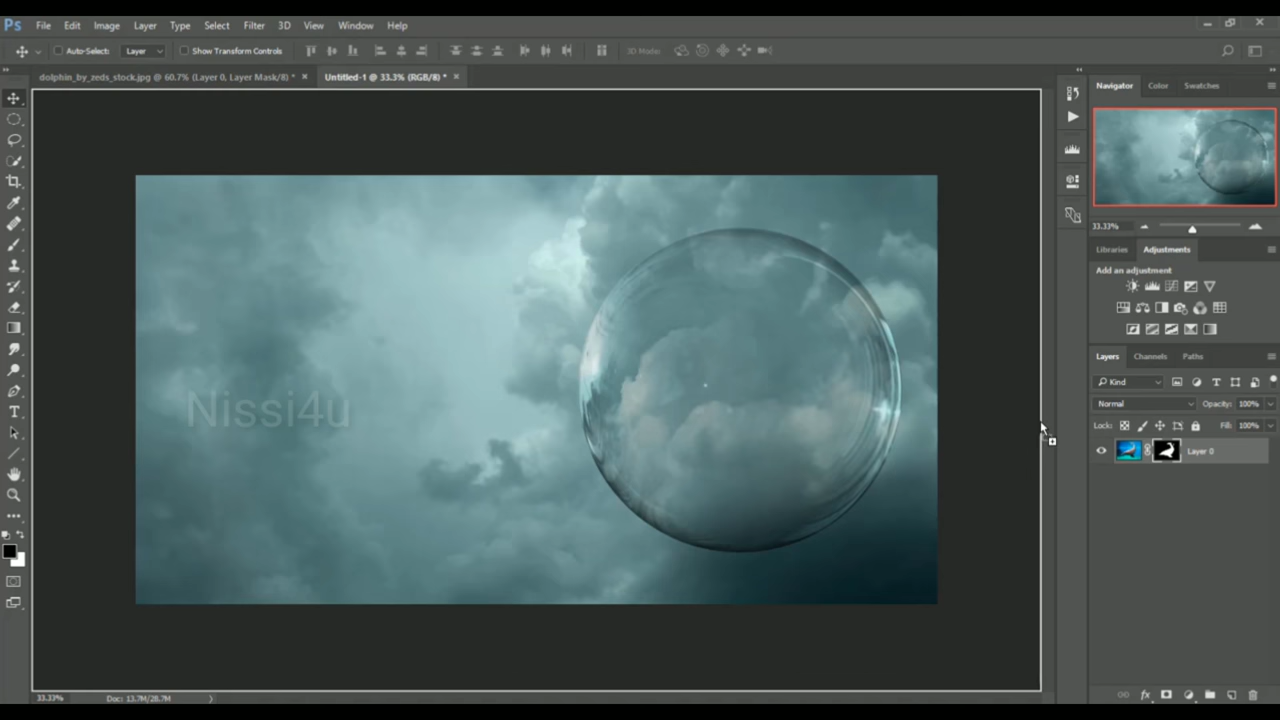 Ps File Edit Image Layer Type Select Filter 3D View Window Help
Auto-Select: Layer Show Transform Controls 3D Mode:
dolphin_by_zeds_stock.jpg @ 60.7% (Layer 0, Layer Mask/8) * × Untitled-1 @ 33.3% (RGB/8) * ×
Navigator Color Swatches
33.33%
Libraries Adjustments
Add an adjustment
Layers Channels Paths
Kind
Normal Opacity: 100%
Lock: Fill: 100%
Layer 0
Nissi4u
33.33% Doc: 13.7M/28.7M
fx